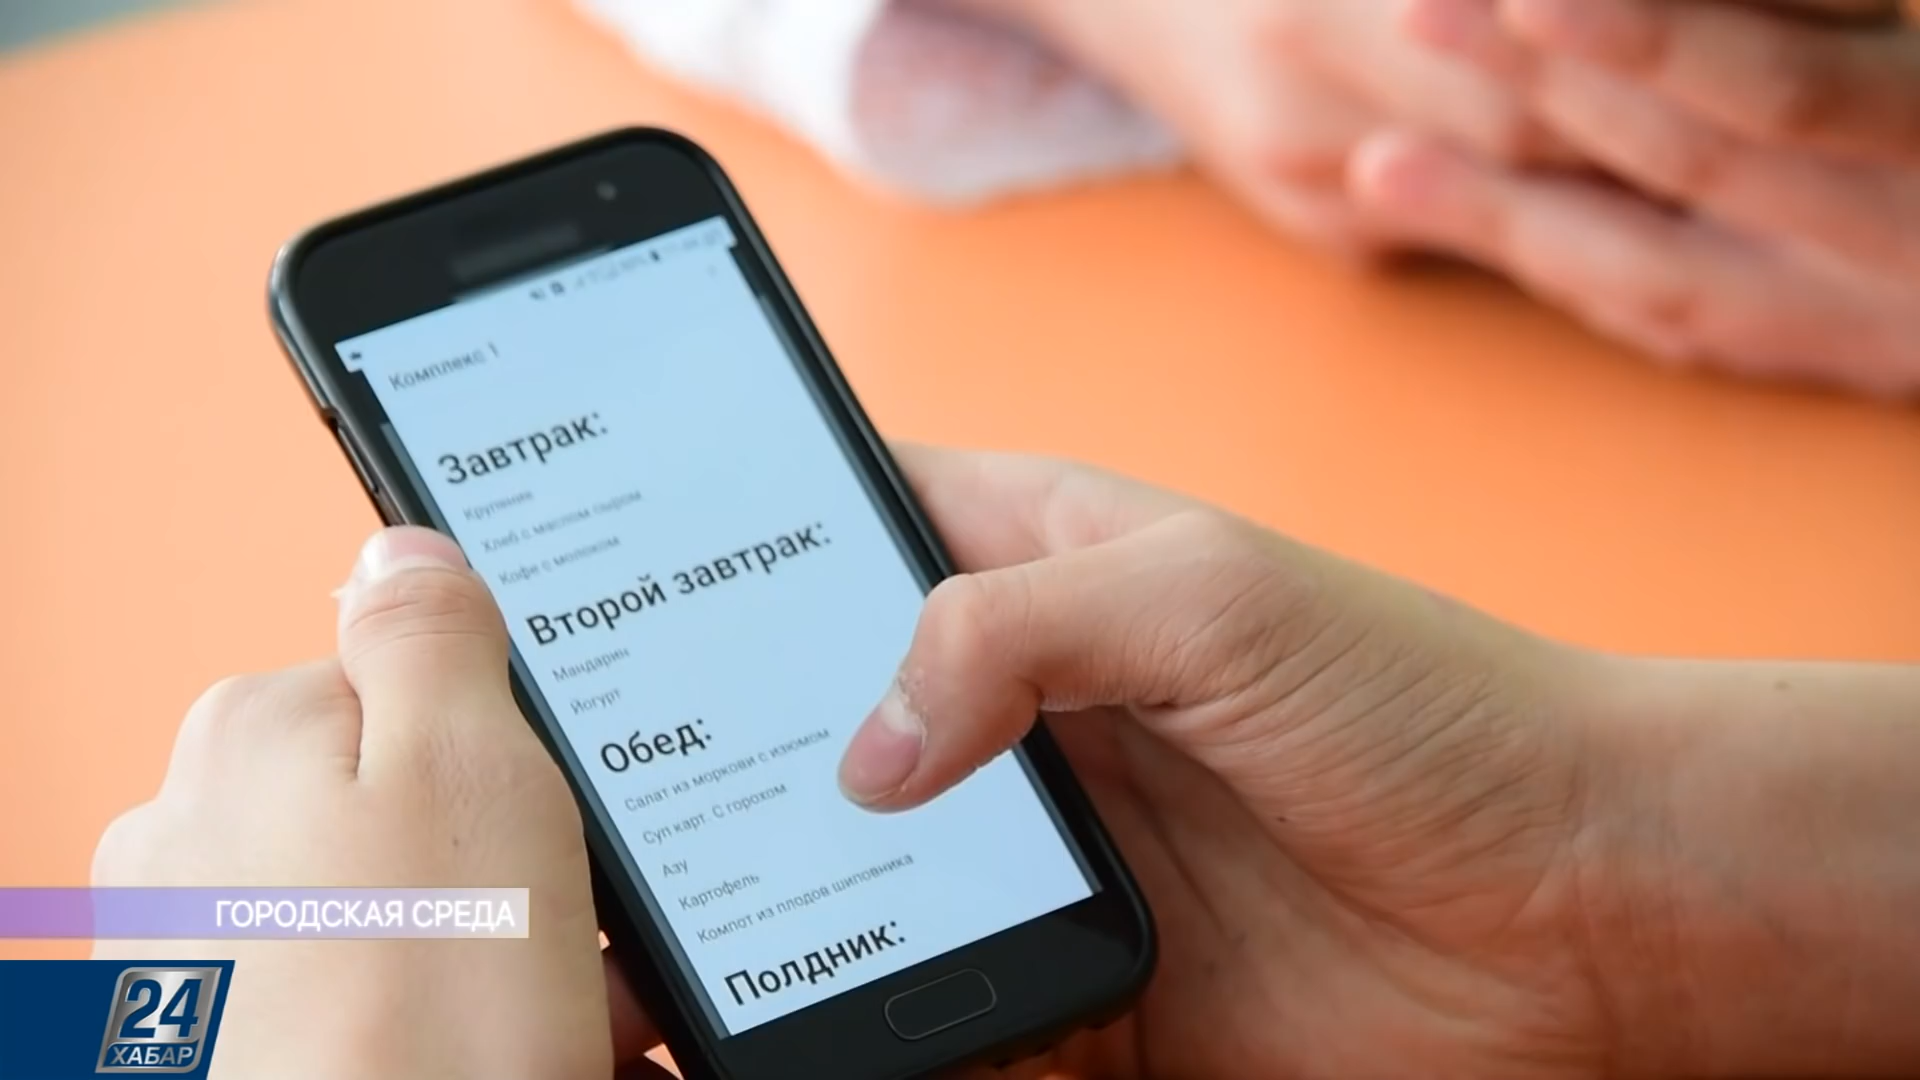 Комплекс 1
Завтрак:
Крупеник
Хлеб с маслом сыром
Кофе с молоком
Второй завтрак:
Мандарин
Йогурт
Обед:
Салат из моркови с изюмом
Суп карт. С горохом
Азу
Картофель
Компот из плодов шиповника
Полдник:
ГОРОДСКАЯ СРЕДА
24
ХАБАР